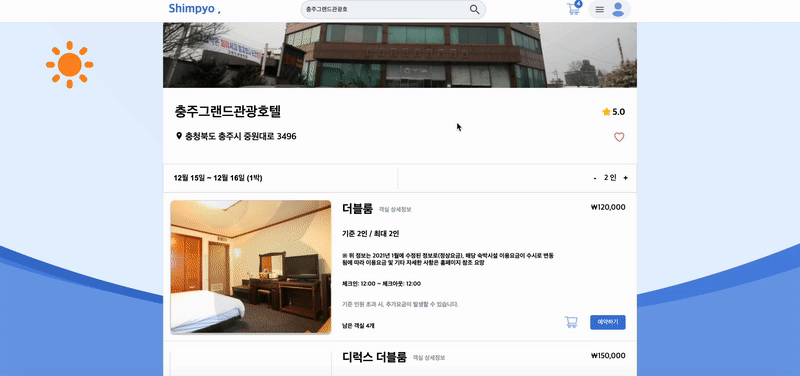 Shimpyo ,
충주그랜드관광호
4
충주그랜드관광호텔
5.0
충청북도 충주시 중원대로 3496
12월 15일 ~ 12월 16일 (1박)
- 2 인 +
더블룸 객실 상세정보
₩120,000
기준 2인 / 최대 2인
※ 위 정보는 2021년 1월에 수정된 정보로(정상요금), 해당 숙박시설 이용요금이 수시로 변동
됨에 따라 이용요금 및 기타 자세한 사항은 홈페이지 참조 요망
체크인: 12:00 ~ 체크아웃: 12:00
기준 인원 초과 시, 추가요금이 발생할 수 있습니다.
남은 객실 4개
예약하기
디럭스 더블룸 객실 상세정보
₩150,000